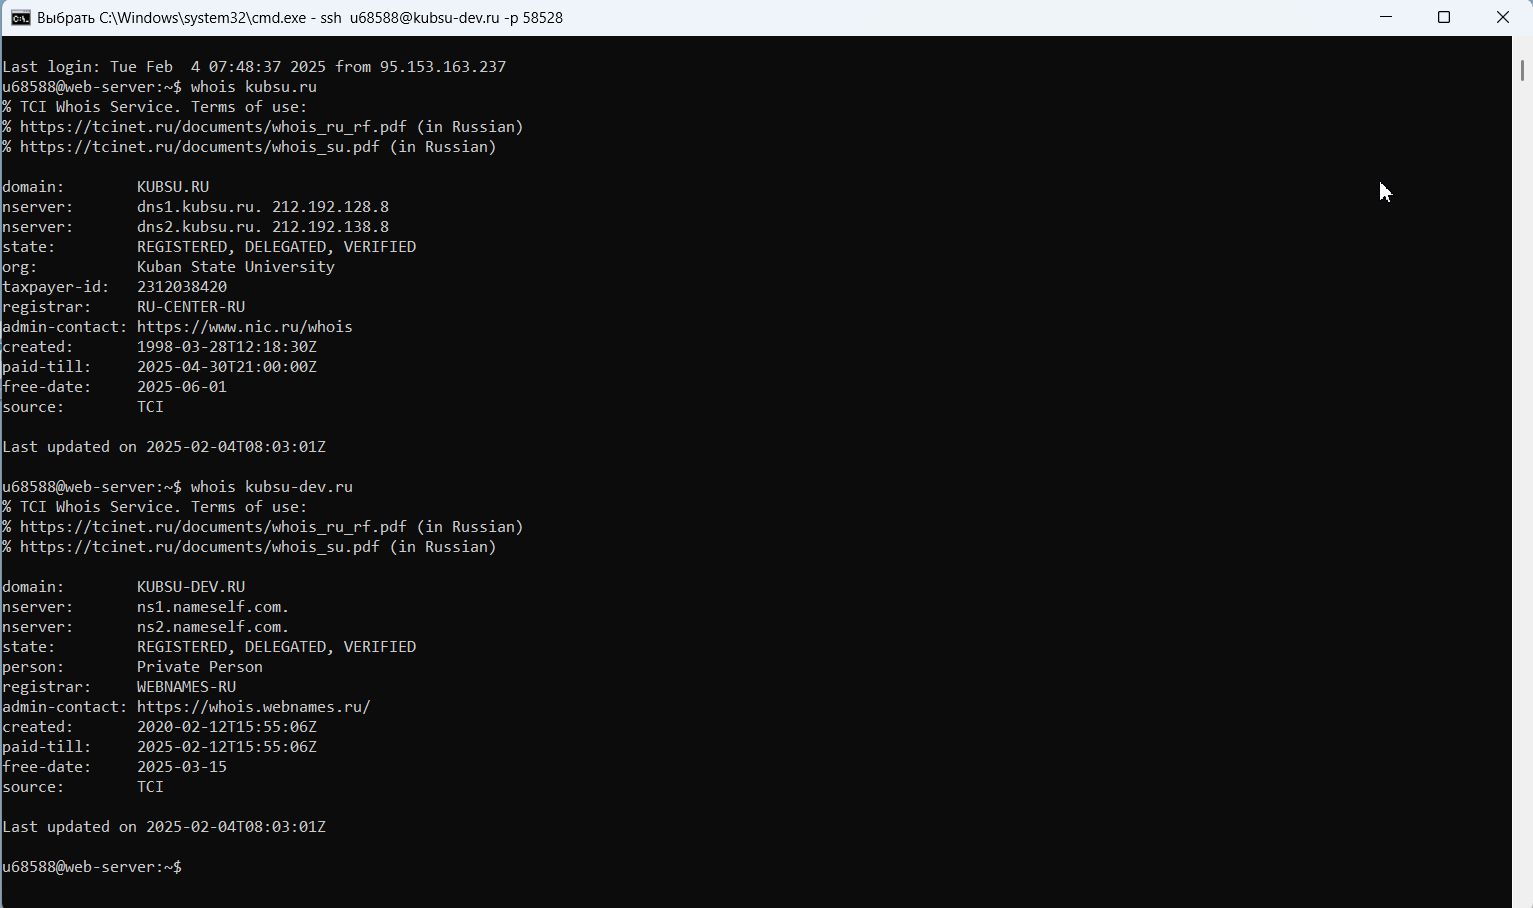 Выбрать C:\Windows\system32\cmd.exe - ssh  u68588@kubsu-dev.ru -p 58528
Last login: Tue Feb  4 07:48:37 2025 from 95.153.163.237
u68588@web-server:~$ whois kubsu.ru
% TCI Whois Service. Terms of use:
% https://tcinet.ru/documents/whois_ru_rf.pdf (in Russian)
% https://tcinet.ru/documents/whois_su.pdf (in Russian)
domain:        KUBSU.RU
nserver:       dns1.kubsu.ru. 212.192.128.8
nserver:       dns2.kubsu.ru. 212.192.138.8
state:         REGISTERED, DELEGATED, VERIFIED
org:           Kuban State University
taxpayer-id:   2312038420
registrar:     RU-CENTER-RU
admin-contact: https://www.nic.ru/whois
created:       1998-03-28T12:18:30Z
paid-till:     2025-04-30T21:00:00Z
free-date:     2025-06-01
source:        TCI
Last updated on 2025-02-04T08:03:01Z
u68588@web-server:~$ whois kubsu-dev.ru
% TCI Whois Service. Terms of use:
% https://tcinet.ru/documents/whois_ru_rf.pdf (in Russian)
% https://tcinet.ru/documents/whois_su.pdf (in Russian)
domain:        KUBSU-DEV.RU
nserver:       ns1.nameself.com.
nserver:       ns2.nameself.com.
state:         REGISTERED, DELEGATED, VERIFIED
person:        Private Person
registrar:     WEBNAMES-RU
admin-contact: https://whois.webnames.ru/
created:       2020-02-12T15:55:06Z
paid-till:     2025-02-12T15:55:06Z
free-date:     2025-03-15
source:        TCI
Last updated on 2025-02-04T08:03:01Z
u68588@web-server:~$